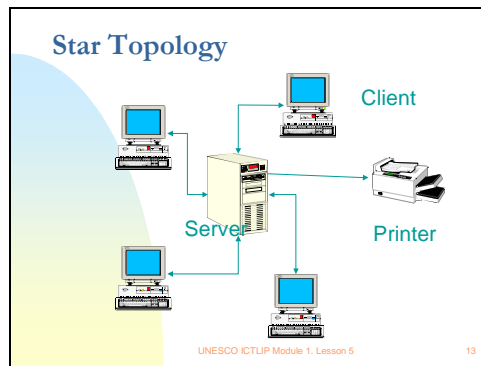 Star Topology
Client
Server
Printer
UNESCO ICTLIP Module 1. Lesson 5
13